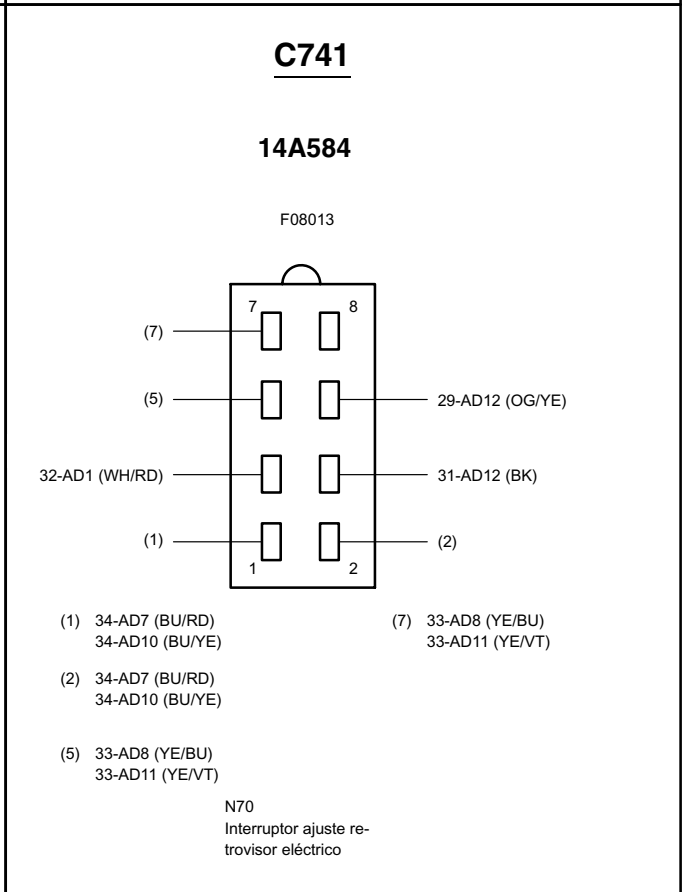 C741
14A584
F08013
7 8
(7)
(5) 29-AD12 (OG/YE)
32-AD1 (WH/RD) 31-AD12 (BK)
(1) (2)
1 2
(1) 34-AD7 (BU/RD)
34-AD10 (BU/YE)
(7) 33-AD8 (YE/BU)
33-AD11 (YE/VT)
(2) 34-AD7 (BU/RD)
34-AD10 (BU/YE)
(5) 33-AD8 (YE/BU)
33-AD11 (YE/VT)
N70
Interruptor ajuste re-
trovisor eléctrico